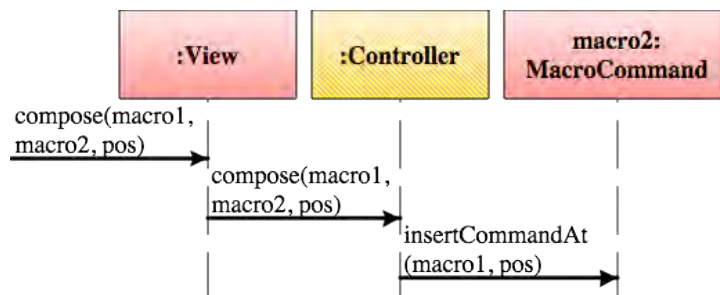 :View
:Controller
macro2:
MacroCommand
compose(macro1,
macro2, pos)
compose(macro1,
macro2, pos)
insertCommandAt
(macro1, pos)